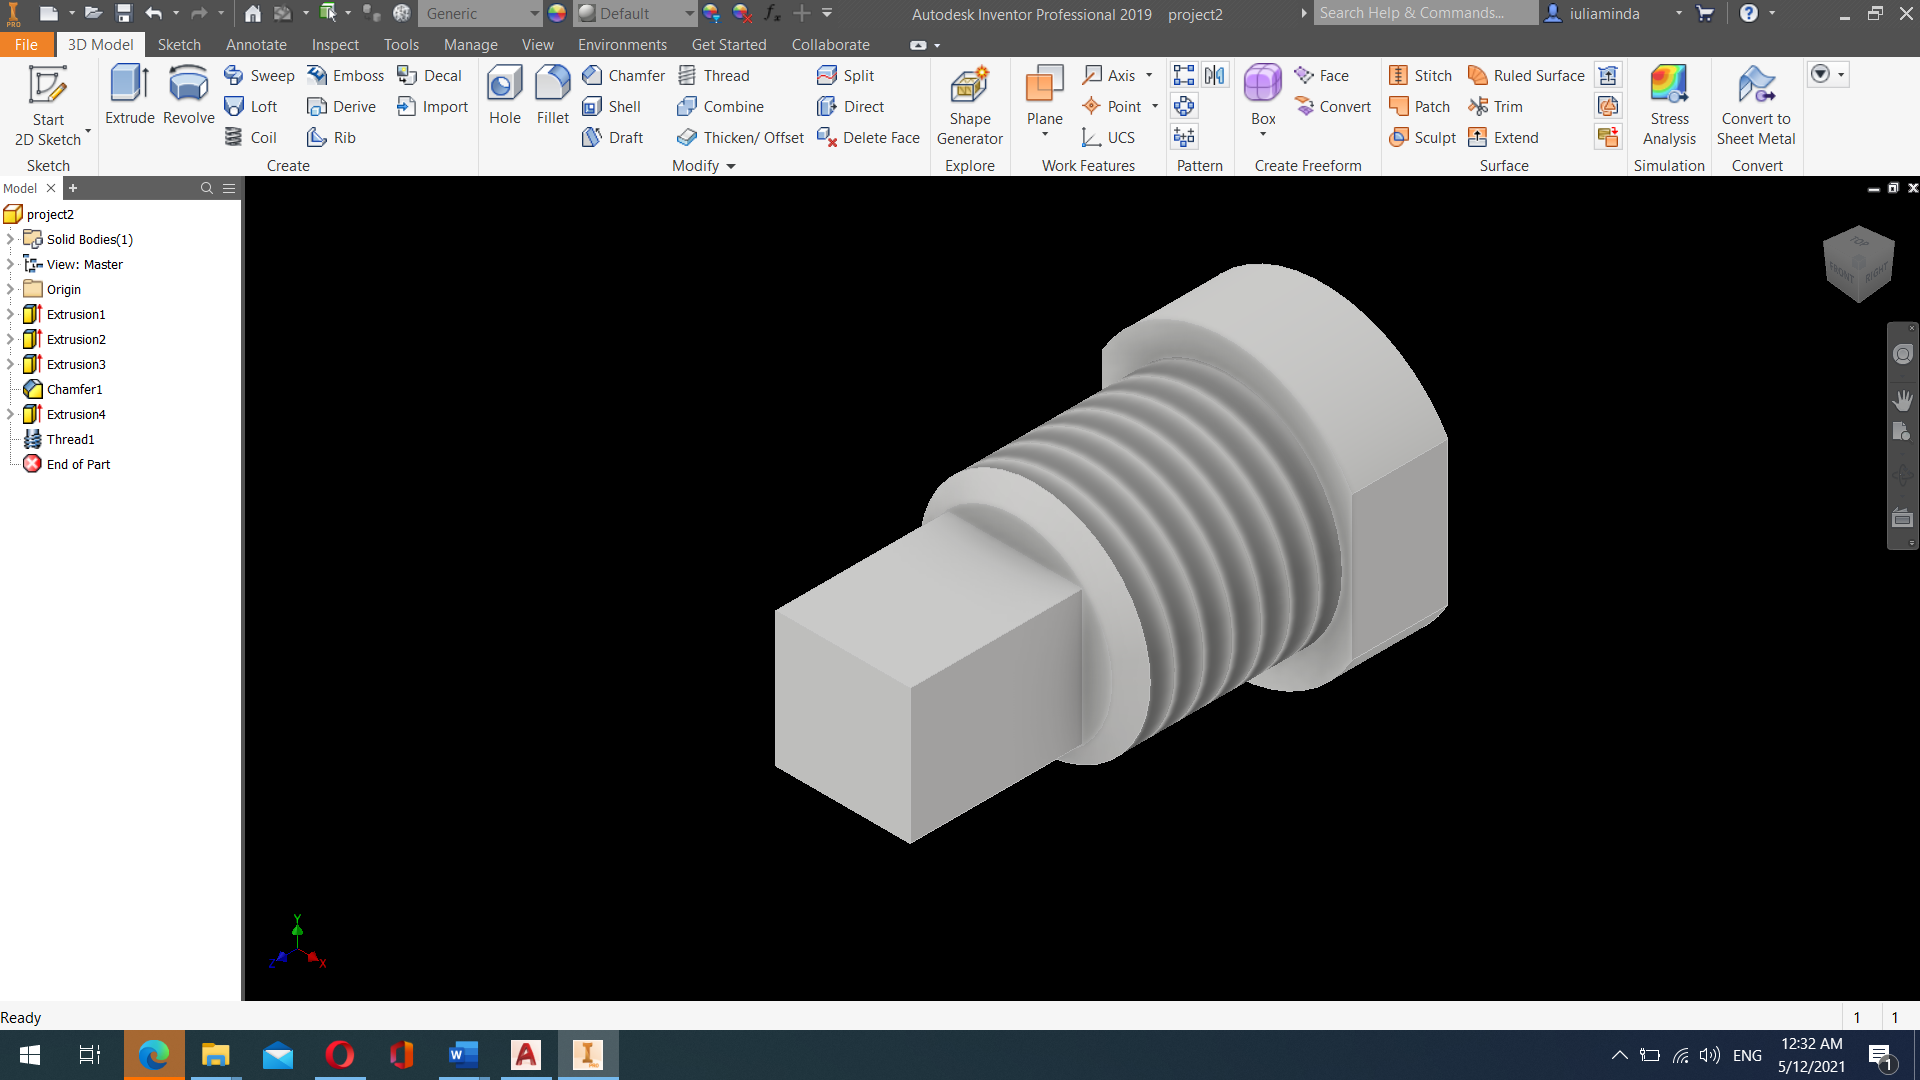 Generic Default Autodesk Inventor Professional 2019 project2 Search Help & Commands... iuliaminda
PRO
File 3D Model Sketch Annotate Inspect Tools Manage View Environments Get Started Collaborate
Start 2D Sketch
Sketch
Extrude Revolve Sweep Loft Coil Emboss Derive Rib Decal Import
Create
Hole Fillet Chamfer Shell Draft Thread Combine Thicken/ Offset Split Direct Delete Face
Modify
Shape Generator
Explore
Plane Axis Point UCS
Work Features
Pattern
Box Face Convert
Create Freeform
Stitch Patch Sculpt Ruled Surface Trim Extend
Surface
Stress Analysis
Simulation
Convert to Sheet Metal
Convert
Model
project2
Solid Bodies(1)
View: Master
Origin
Extrusion1
Extrusion2
Extrusion3
Chamfer1
Extrusion4
Thread1
End of Part
TOP
FRONT RIGHT
Y
Z X
Ready 1 1
ENG 12:32 AM
5/12/2021
1